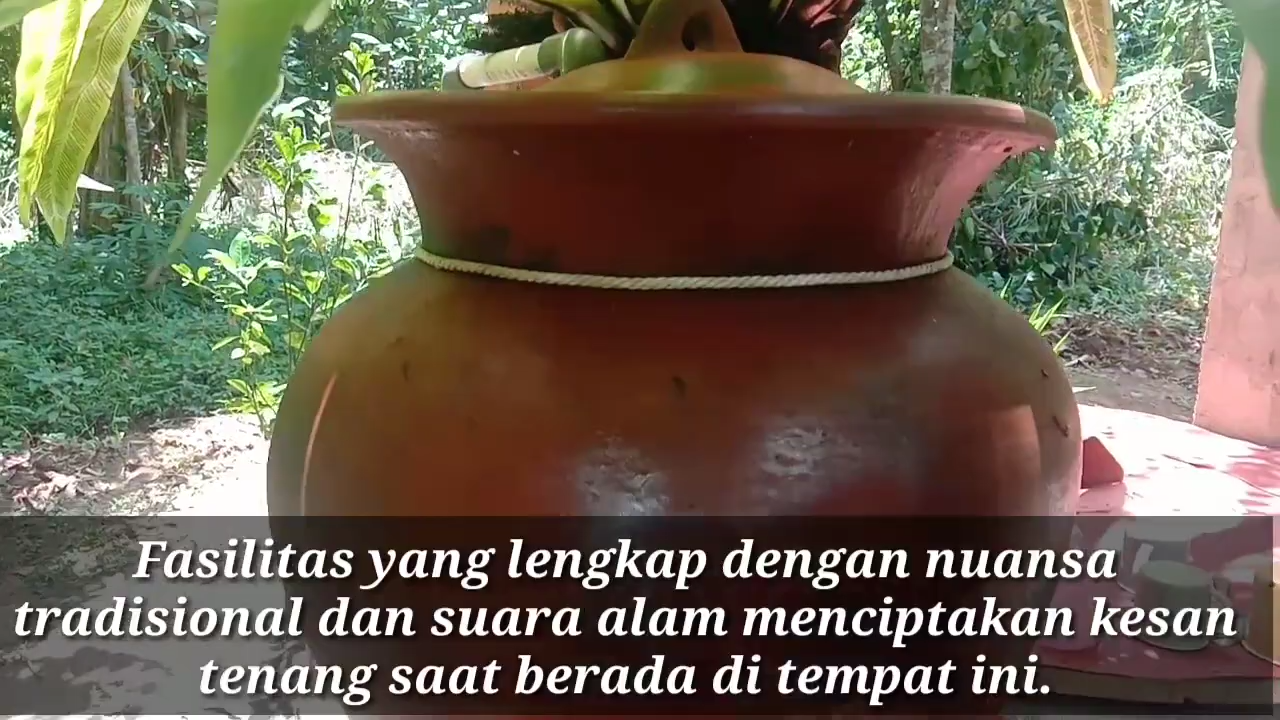 Fasilitas yang lengkap dengan nuansa
tradisional dan suara alam menciptakan kesan
tenang saat berada di tempat ini.